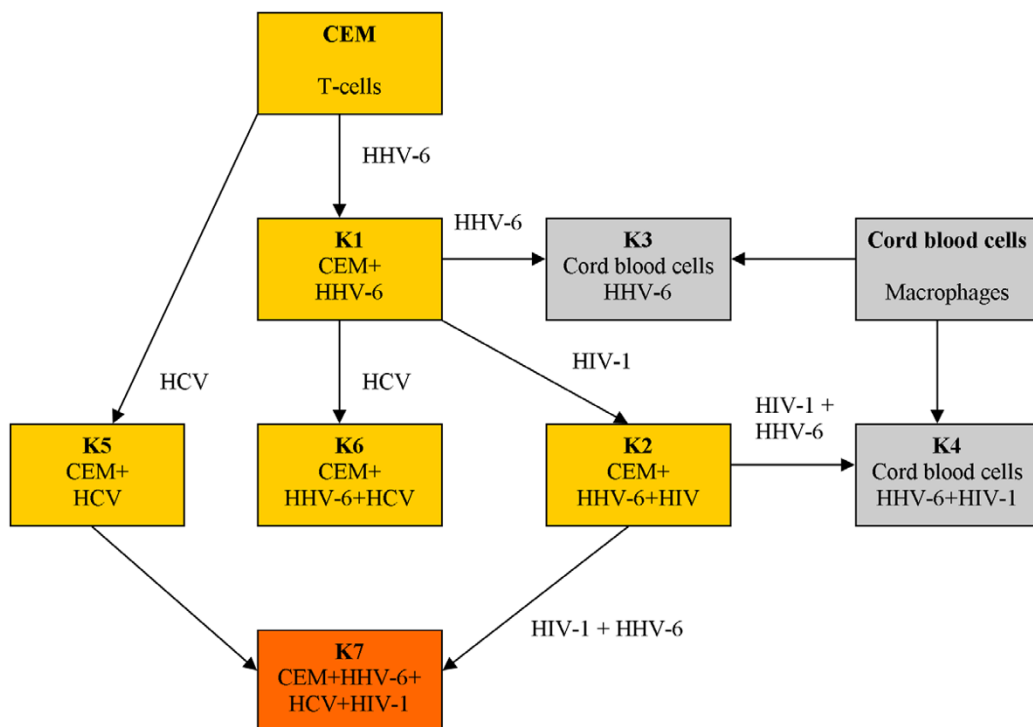 CEM
T-cells
HHV-6
K1
CEM+
HHV-6
HHV-6
K3
Cord blood cells
HHV-6
Cord blood cells
Macrophages
HCV
HCV
HIV-1
HIV-1 +
HHV-6
K5
CEM+
HCV
K6
CEM+
HHV-6+HCV
K2
CEM+
HHV-6+HIV
K4
Cord blood cells
HHV-6+HIV-1
HIV-1 + HHV-6
K7
CEM+HHV-6+
HCV+HIV-1